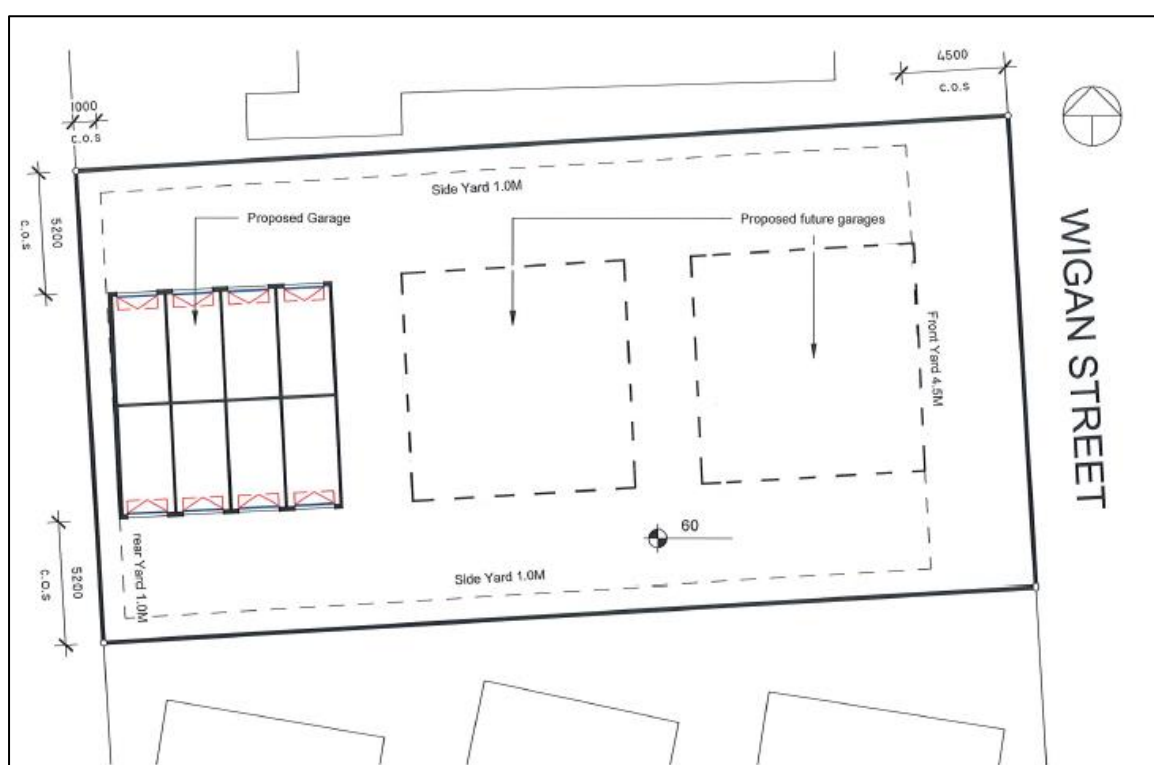 4500
c.o.s
1000
c.o.s
Side Yard 1.0M
Proposed Garage
Proposed future garages
5200
c.o.s
WIGAN STREET
Front Yard 4.5M
60
rear Yard 1.0M
Side Yard 1.0M
5200
c.o.s